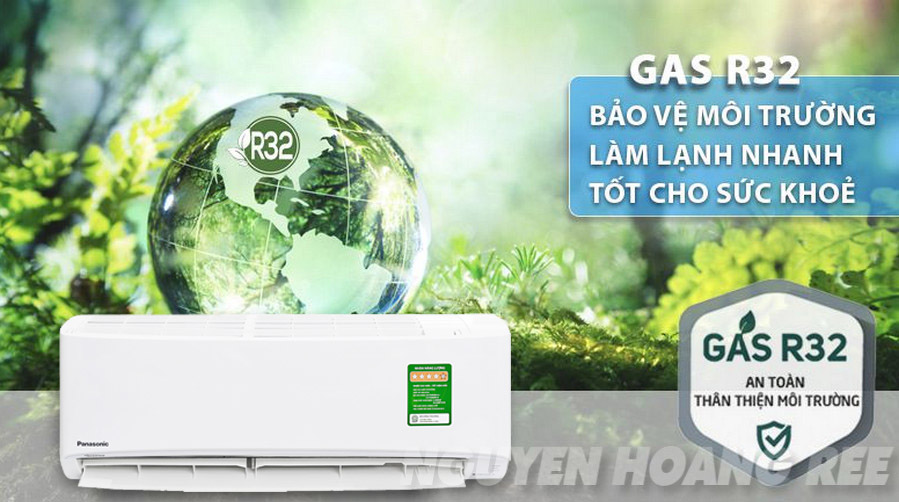 GAS R32
BẢO VỆ MÔI TRƯỜNG
LÀM LẠNH NHANH
TỐT CHO SỨC KHOẺ
R32
Panasonic
GAS R32
AN TOÀN
THÂN THIỆN MÔI TRƯỜNG
NGUYEN HOANG REE